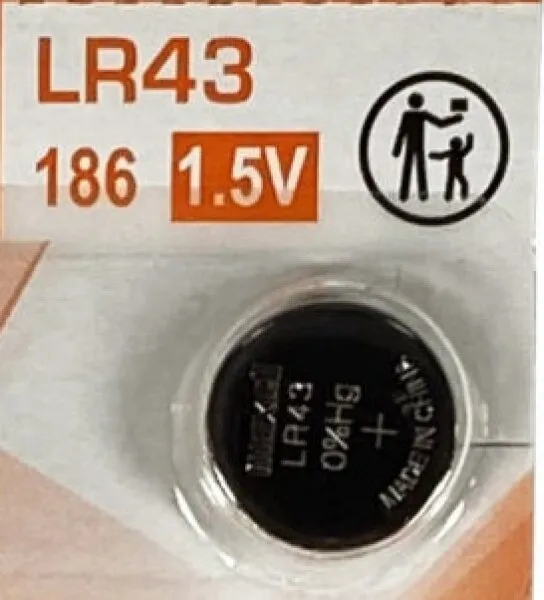 LR43
186 1.5V
maxell
LR43
0%Hg
+
MADE IN CHINA